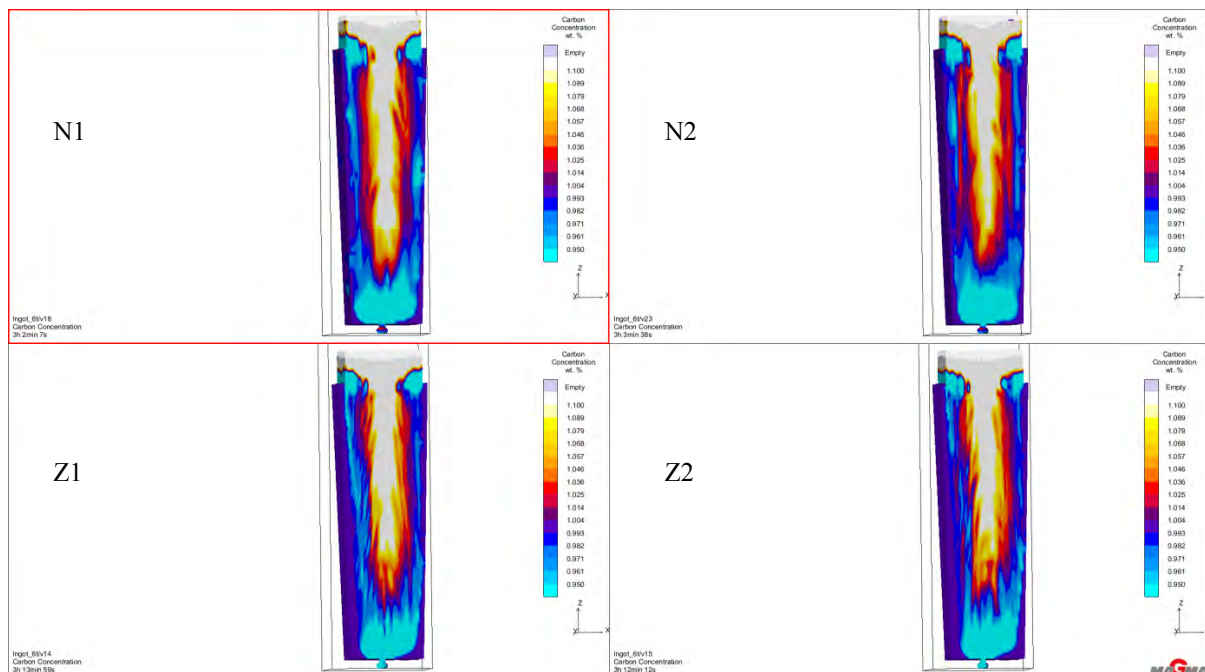 N1
Carbon
Concentration
wt. %
Empty
1.100
1.089
1.079
1.068
1.057
1.046
1.036
1.025
1.014
1.004
0.993
0.982
0.971
0.961
0.950
Z
Y
X
Ingot_6t/v18
Carbon Concentration
3h 2min 7s
N2
Carbon
Concentration
wt. %
Empty
1.100
1.089
1.079
1.068
1.057
1.046
1.036
1.025
1.014
1.004
0.993
0.982
0.971
0.961
0.950
Z
Y
Ingot_6t/v23
Carbon Concentration
3h 3min 38s
Z1
Carbon
Concentration
wt. %
Empty
1.100
1.089
1.079
1.068
1.057
1.046
1.036
1.025
1.014
1.004
0.993
0.982
0.971
0.961
0.950
Z
Y
X
Ingot_6t/v14
Carbon Concentration
3h 13min 59s
Z2
Carbon
Concentration
wt. %
Empty
1.100
1.089
1.079
1.068
1.057
1.046
1.036
1.025
1.014
1.004
0.993
0.982
0.971
0.961
0.950
Z
Y
Ingot_6t/v15
Carbon Concentration
3h 12min 12s
MAGMA